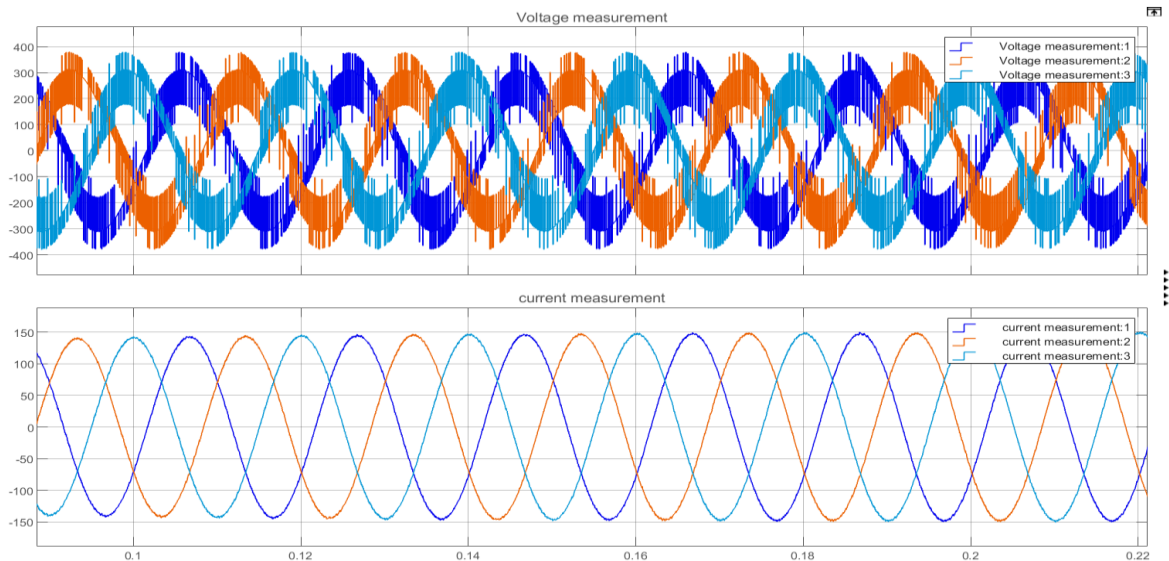 Voltage measurement
400
300
200
100
0
-100
-200
-300
-400
Voltage measurement:1
Voltage measurement:2
Voltage measurement:3
current measurement
150
100
50
0
-50
-100
-150
current measurement:1
current measurement:2
current measurement:3
0.1
0.12
0.14
0.16
0.18
0.2
0.22